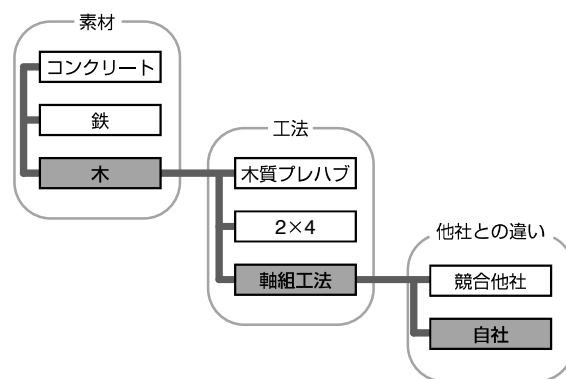 素材
コンクリート
鉄
木
工法
木質プレハブ
2×4
軸組工法
他社との違い
競合他社
自社